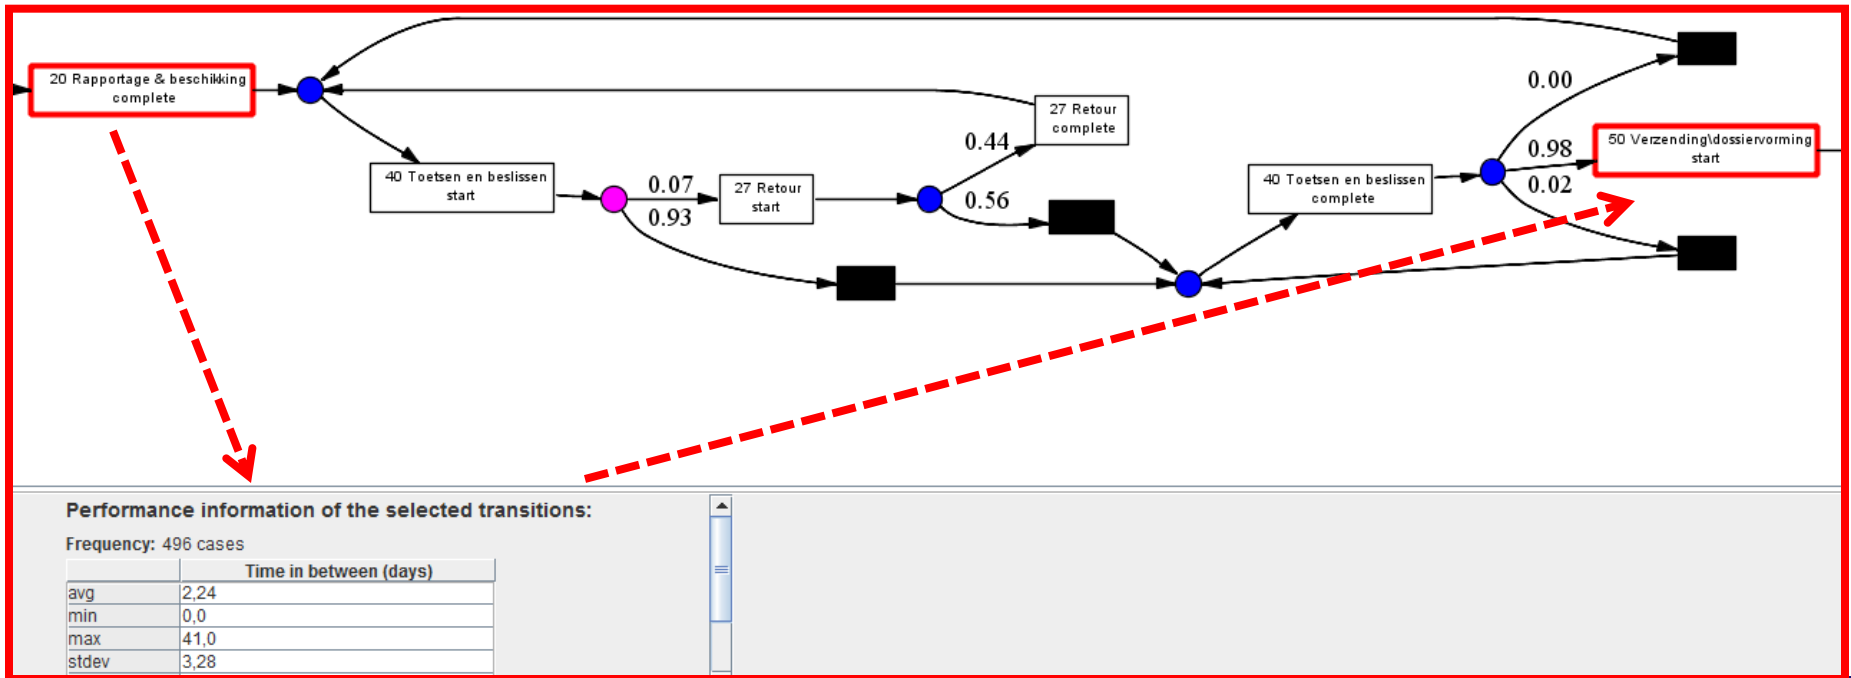 20 Rapportage & beschikking
complete
40 Toetsen en beslissen
start
0.07
0.93
27 Retour
start
0.44
0.56
27 Retour
complete
40 Toetsen en beslissen
complete
0.00
0.98
0.02
50 Verzending\dossiervorming
start
Performance information of the selected transitions:
Frequency: 496 cases
Time in between (days)
avg 2,24
min 0,0
max 41,0
stdev 3,28